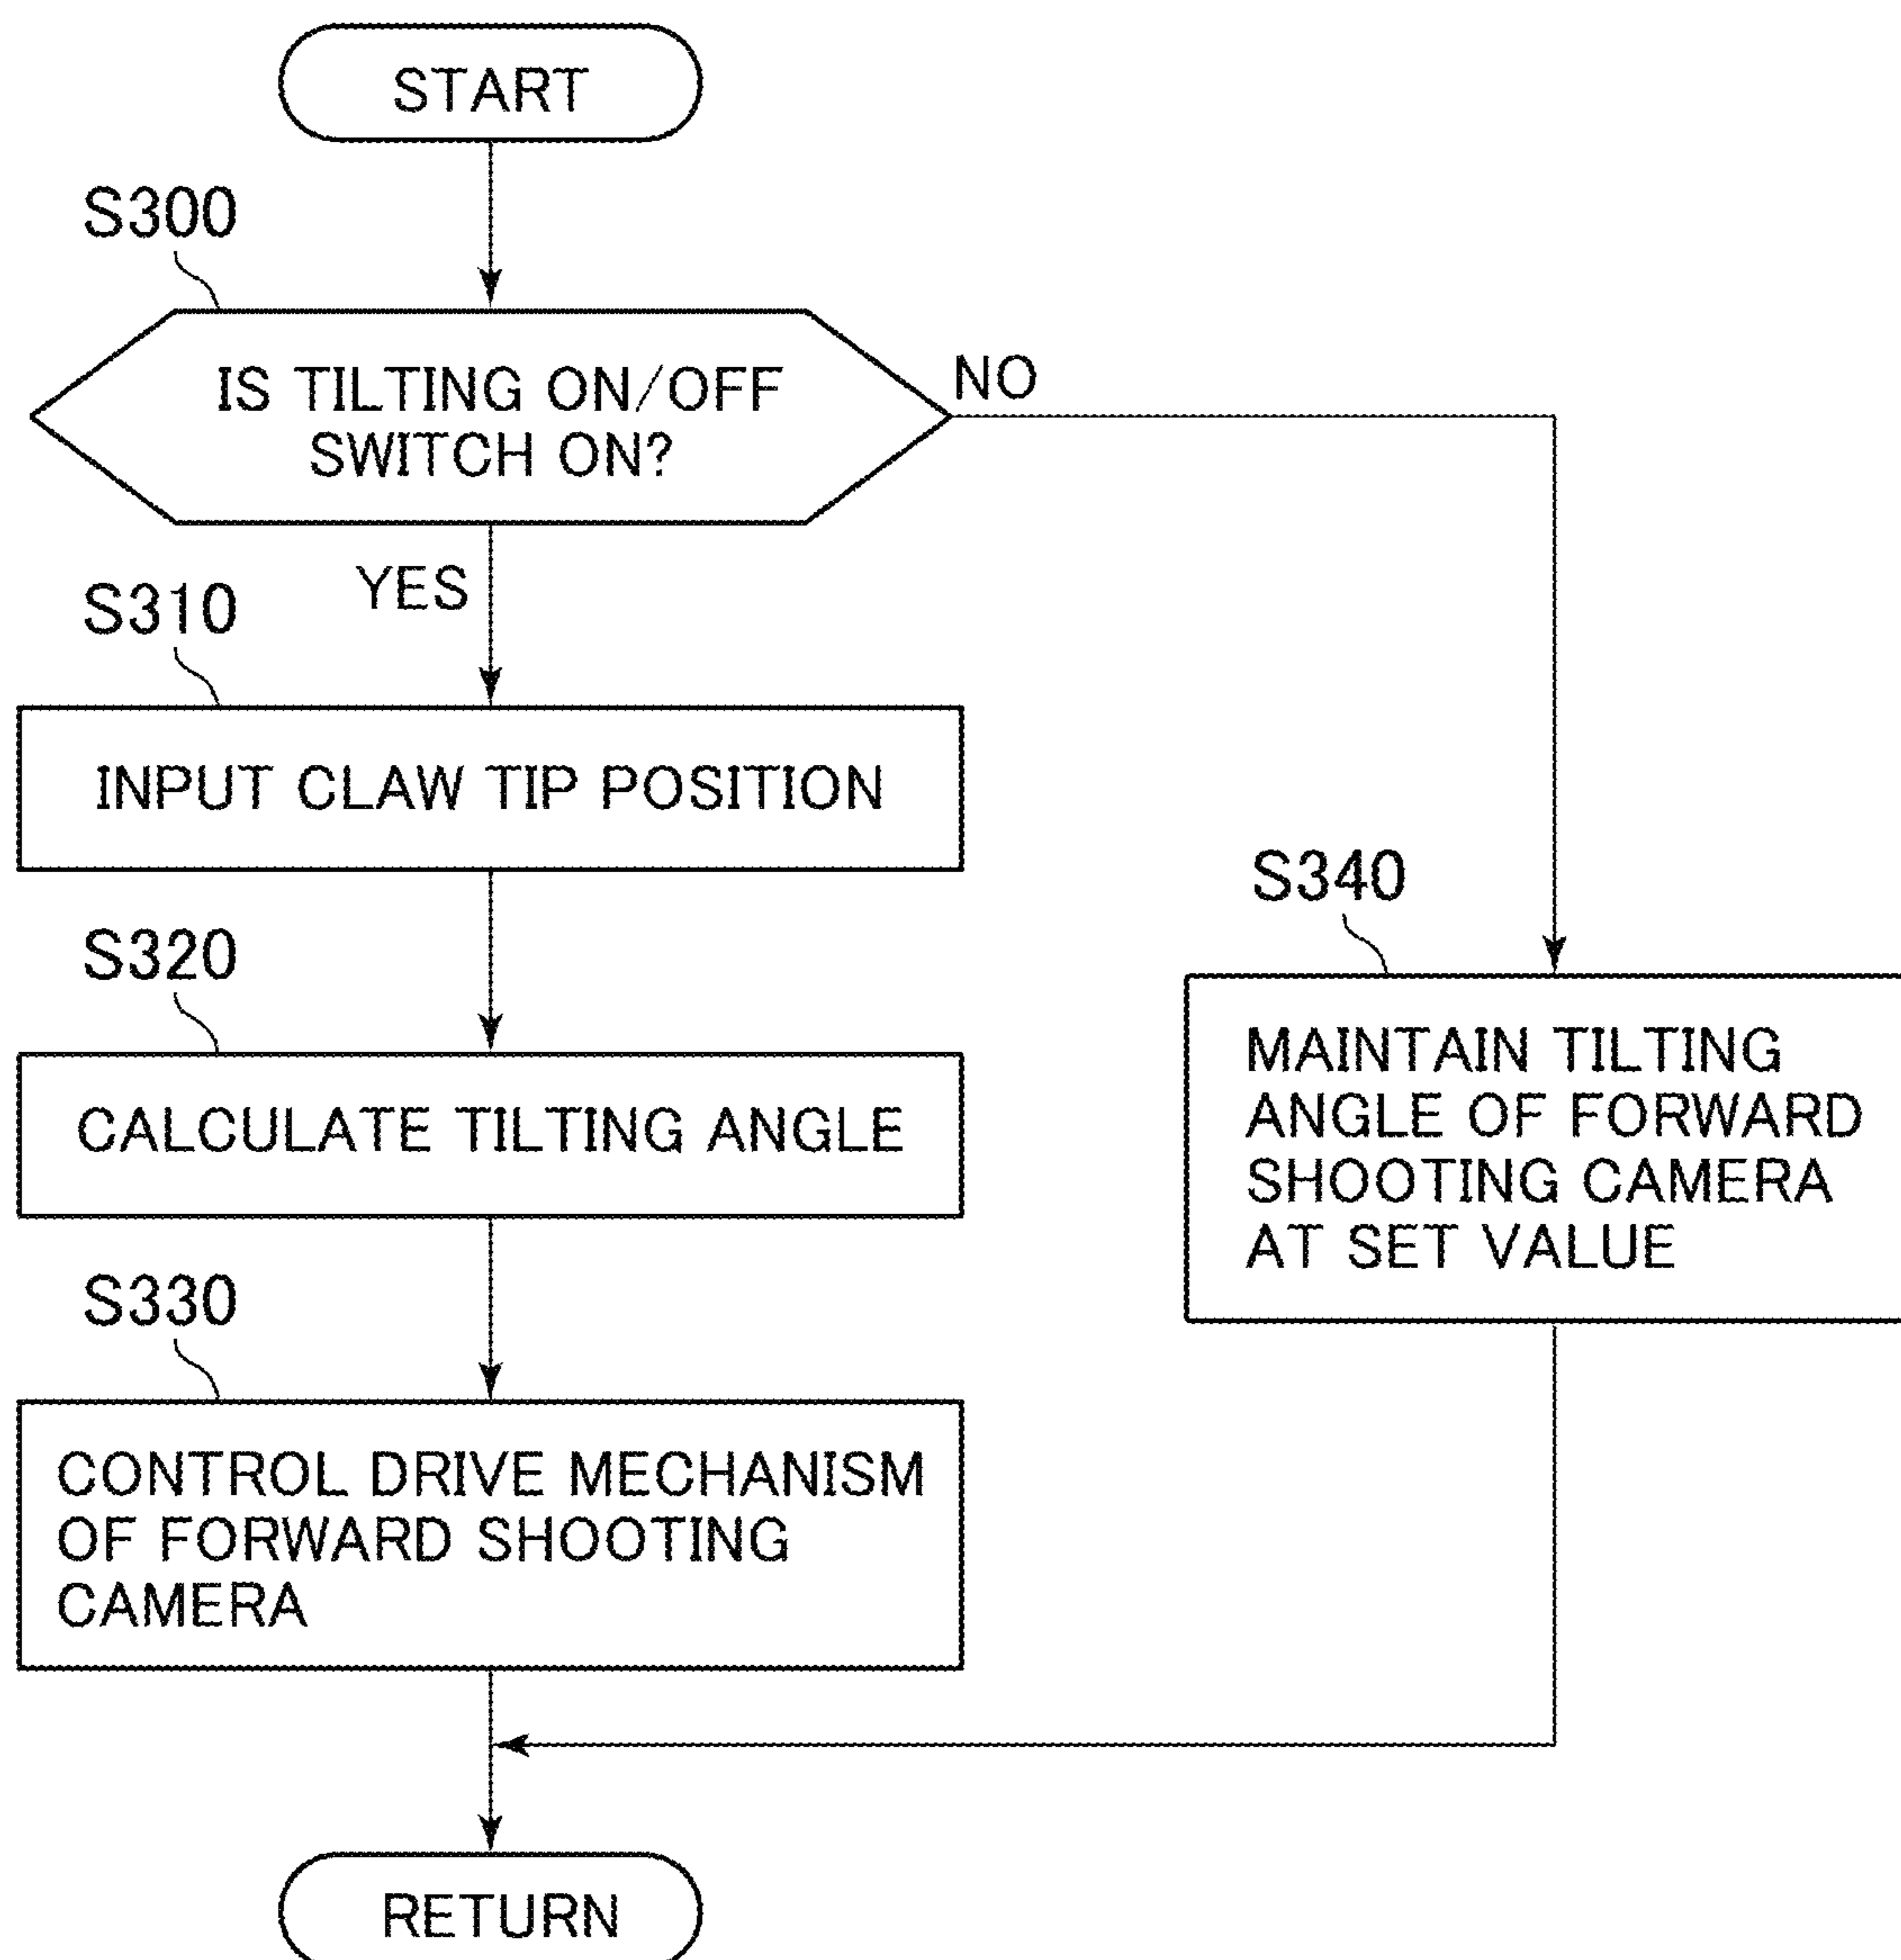 START
S300
IS TILTING ON/OFF
SWITCH ON?
NO
YES
S310
INPUT CLAW TIP POSITION
S320
CALCULATE TILTING ANGLE
S340
MAINTAIN TILTING
ANGLE OF FORWARD
SHOOTING CAMERA
AT SET VALUE
S330
CONTROL DRIVE MECHANISM
OF FORWARD SHOOTING
CAMERA
RETURN